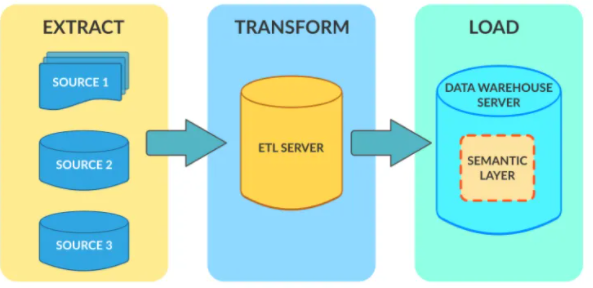 EXTRACT
SOURCE 1
SOURCE 2
SOURCE 3
TRANSFORM
ETL SERVER
LOAD
DATA WAREHOUSE
SERVER
SEMANTIC
LAYER